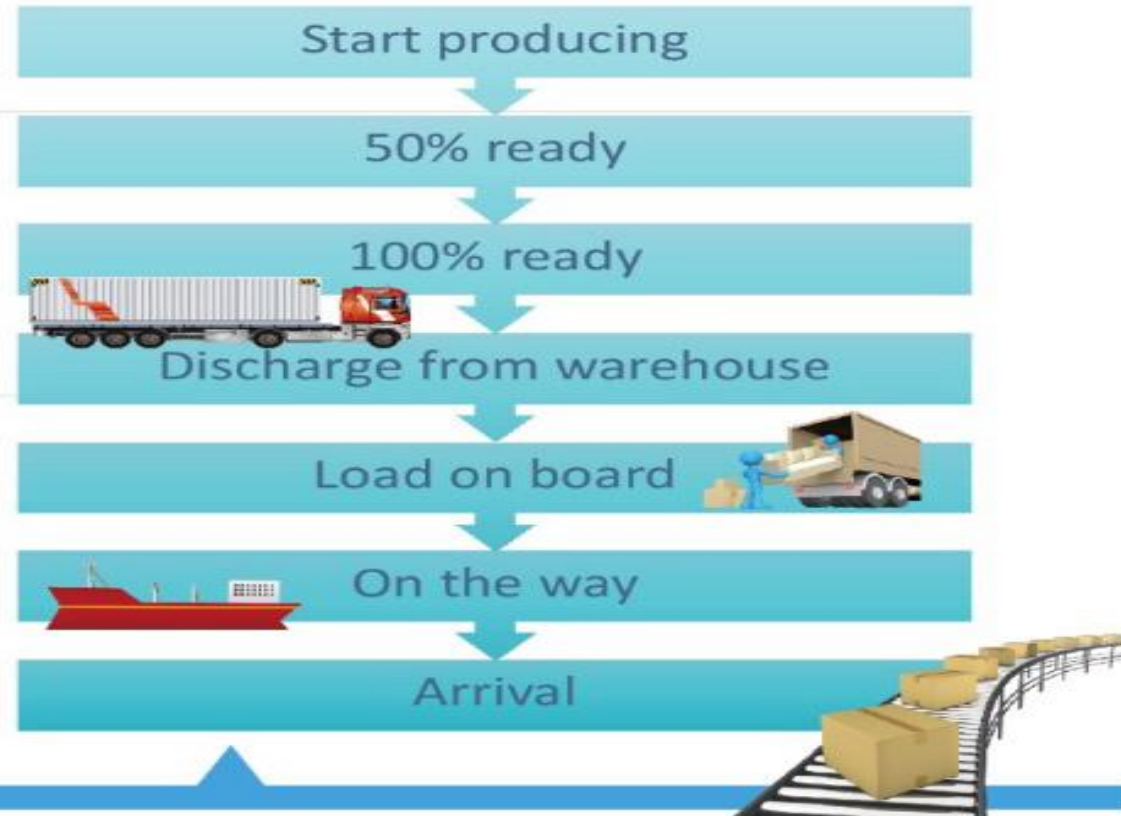 Start producing
50% ready
100% ready
Discharge from warehouse
Load on board
On the way
Arrival